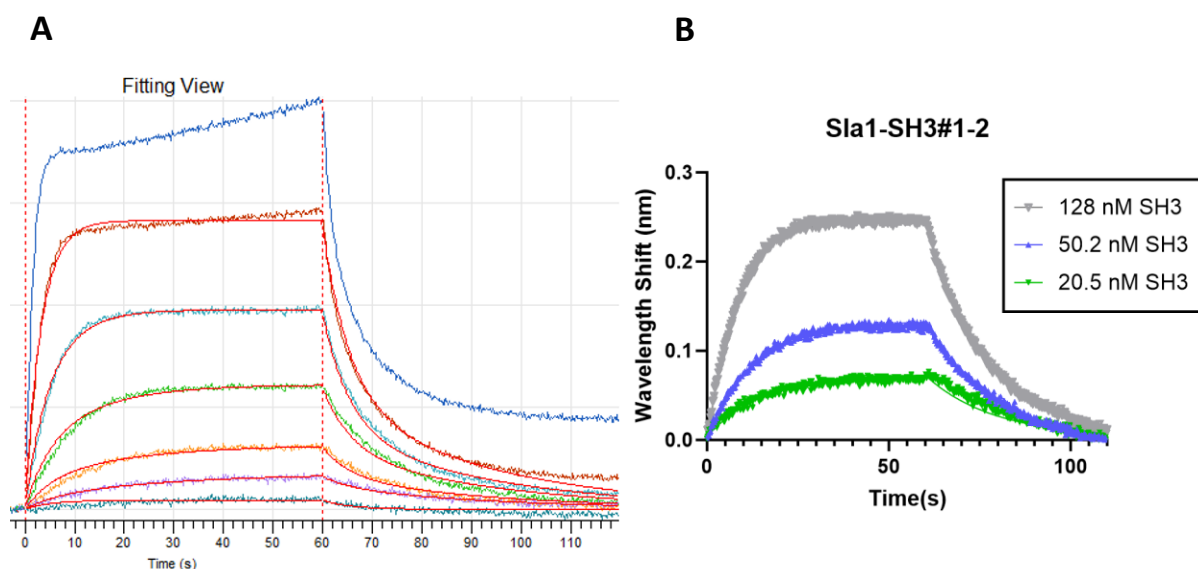 A
Fitting View
0 10 20 30 40 50 60 70 80 90 100 110
Time (s)
B
Sla1-SH3#1-2
0.3
0.2
0.1
0.0
Wavelength Shift (nm)
0 50 100
Time(s)
128 nM SH3
50.2 nM SH3
20.5 nM SH3